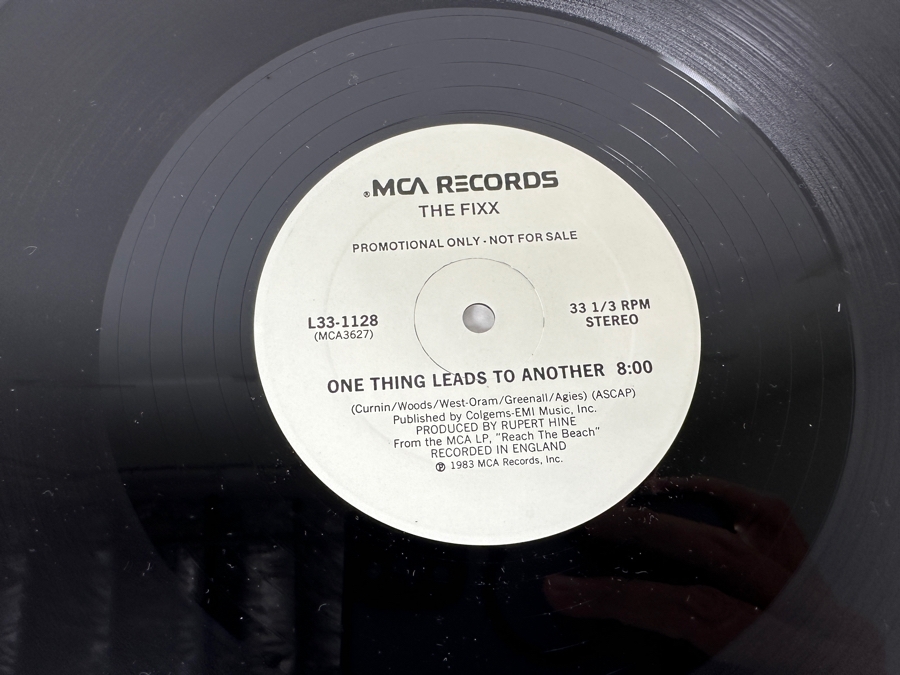 ® MCA RECORDS
THE FIXX
PROMOTIONAL ONLY • NOT FOR SALE
L33-1128
(MCA3627)
33 1/3 RPM
STEREO
ONE THING LEADS TO ANOTHER 8:00
(Curnin/Woods/West-Oram/Greenall/Agies) (ASCAP)
Published by Colgems-EMI Music, Inc.
PRODUCED BY RUPERT HINE
From the MCA LP, "Reach The Beach"
RECORDED IN ENGLAND
℗ 1983 MCA Records, Inc.